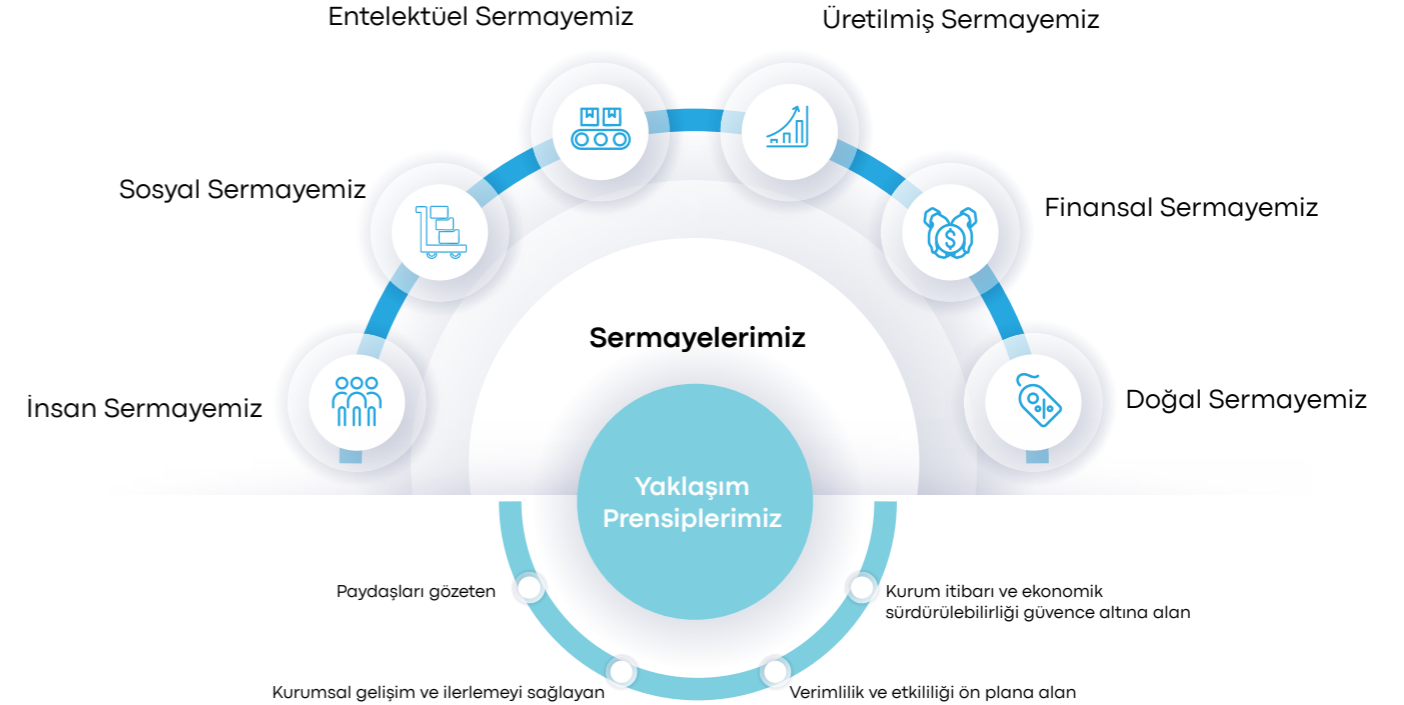 Entelektüel Sermayemiz
Üretilmiş Sermayemiz
Sosyal Sermayemiz
Finansal Sermayemiz
İnsan Sermayemiz
Doğal Sermayemiz
Sermayelerimiz
Yaklaşım
Prensiplerimiz
Paydaşları gözeten
Kurum itibarı ve ekonomik
sürdürülebilirliği güvence altına alan
Kurumsal gelişim ve ilerlemeyi sağlayan
Verimlilik ve etkililiği ön plana alan